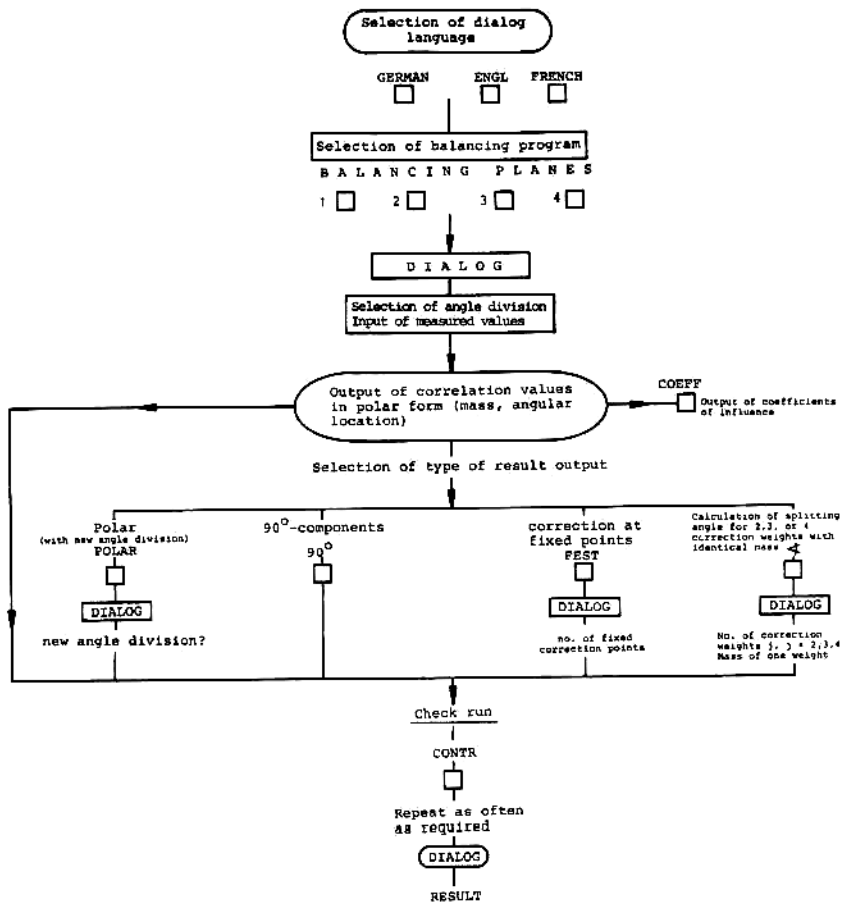 Selection of dialog
language
GERMAN ENGL FRENCH
Selection of balancing program
BALANCING PLANES
1 2 3 4
DIALOG
Selection of angle division
Input of measured values
Output of correlation values
in polar form (mass, angular
location)
COEFF
Output of coefficients
of influence
Selection of type of result output
Polar
(with new angle division)
POLAR
DIALOG
new angle division?
90°-components
90°
correction at
fixed points
FEST
DIALOG
no. of fixed
correction points
Calculation of splitting
angle for 2,3, or 4
correction weights with
identical mass ∢
DIALOG
No. of correction
weights j, j = 2,3,4
Mass of one weight
Check run
CONTR
Repeat as often
as required
DIALOG
RESULT